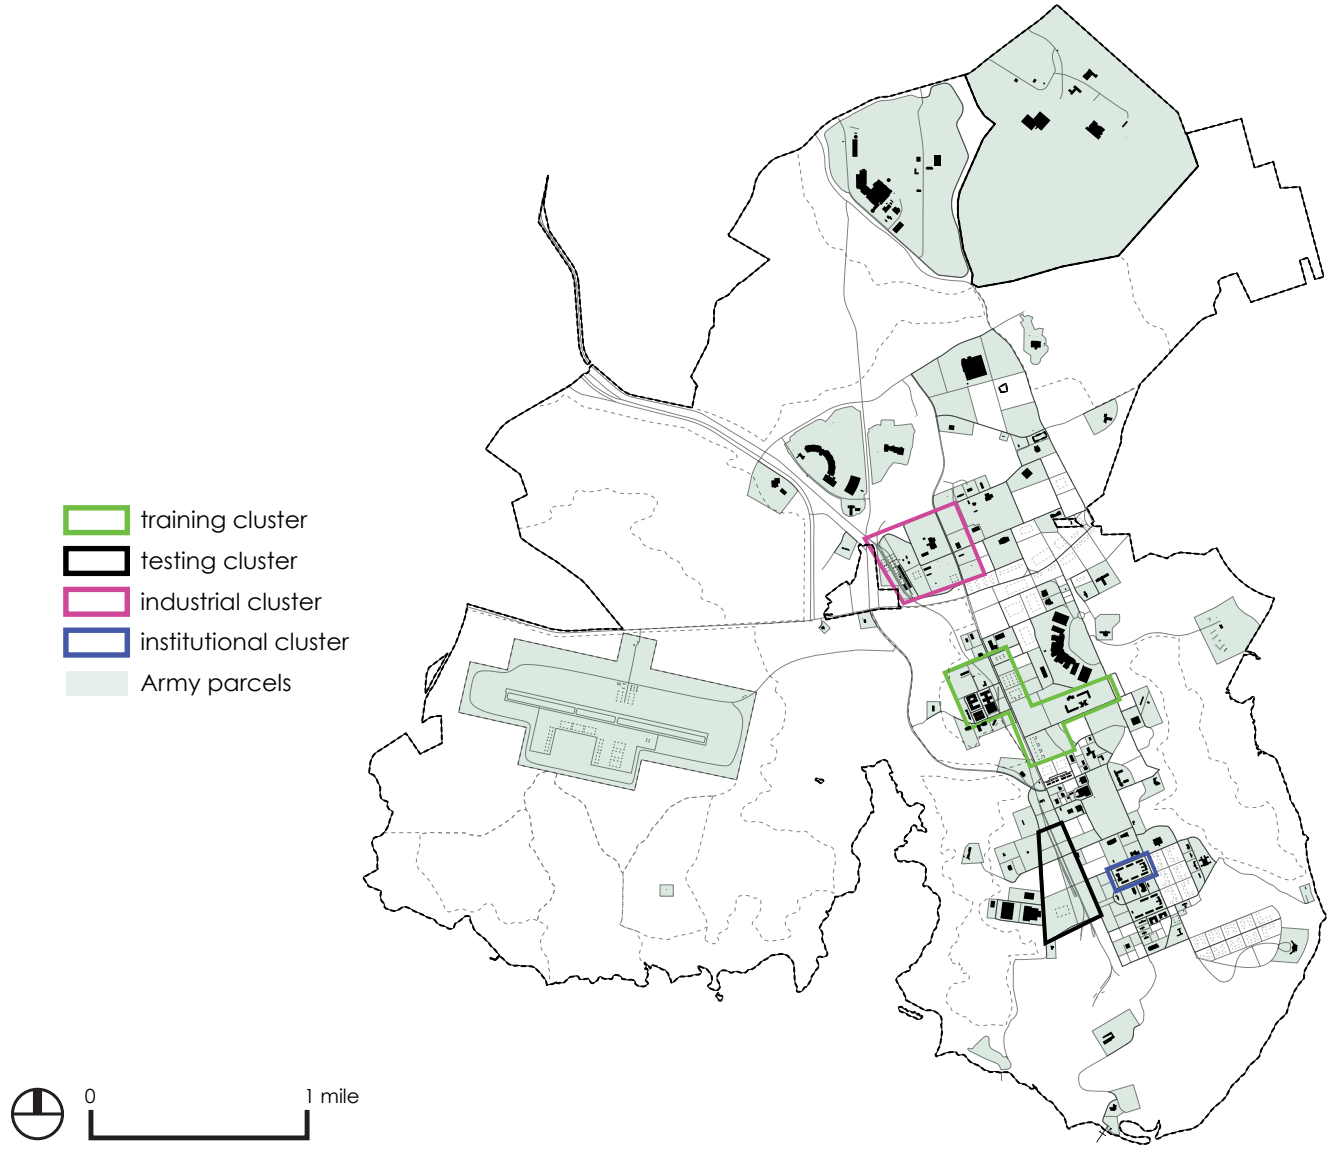 training cluster
testing cluster
industrial cluster
institutional cluster
Army parcels
0 1 mile